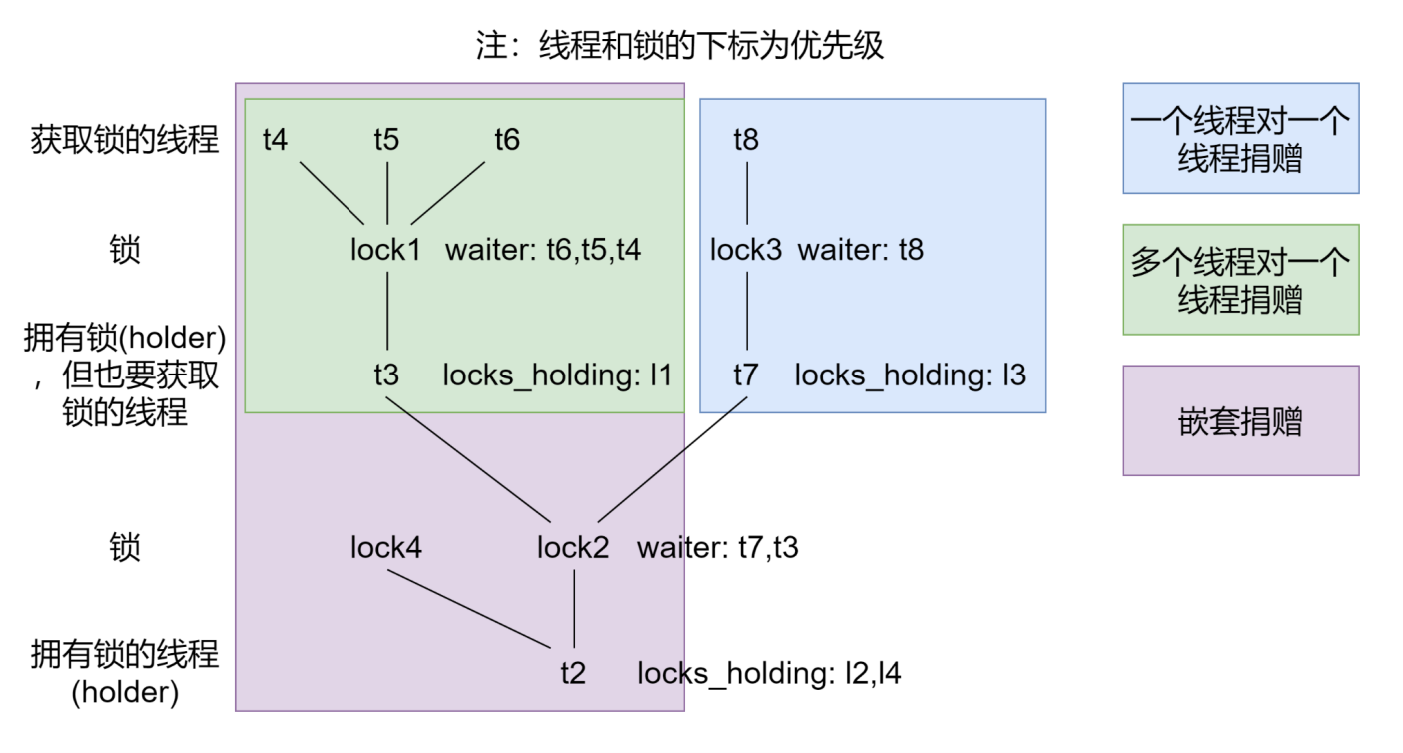 注：线程和锁的下标为优先级
获取锁的线程
t4
t5
t6
t8
一个线程对一个
线程捐赠
锁
lock1
waiter: t6,t5,t4
lock3
waiter: t8
多个线程对一个
线程捐赠
拥有锁(holder)
，但也要获取
锁的线程
t3
locks_holding: l1
t7
locks_holding: l3
嵌套捐赠
锁
lock4
lock2
waiter: t7,t3
拥有锁的线程
(holder)
t2
locks_holding: l2,l4